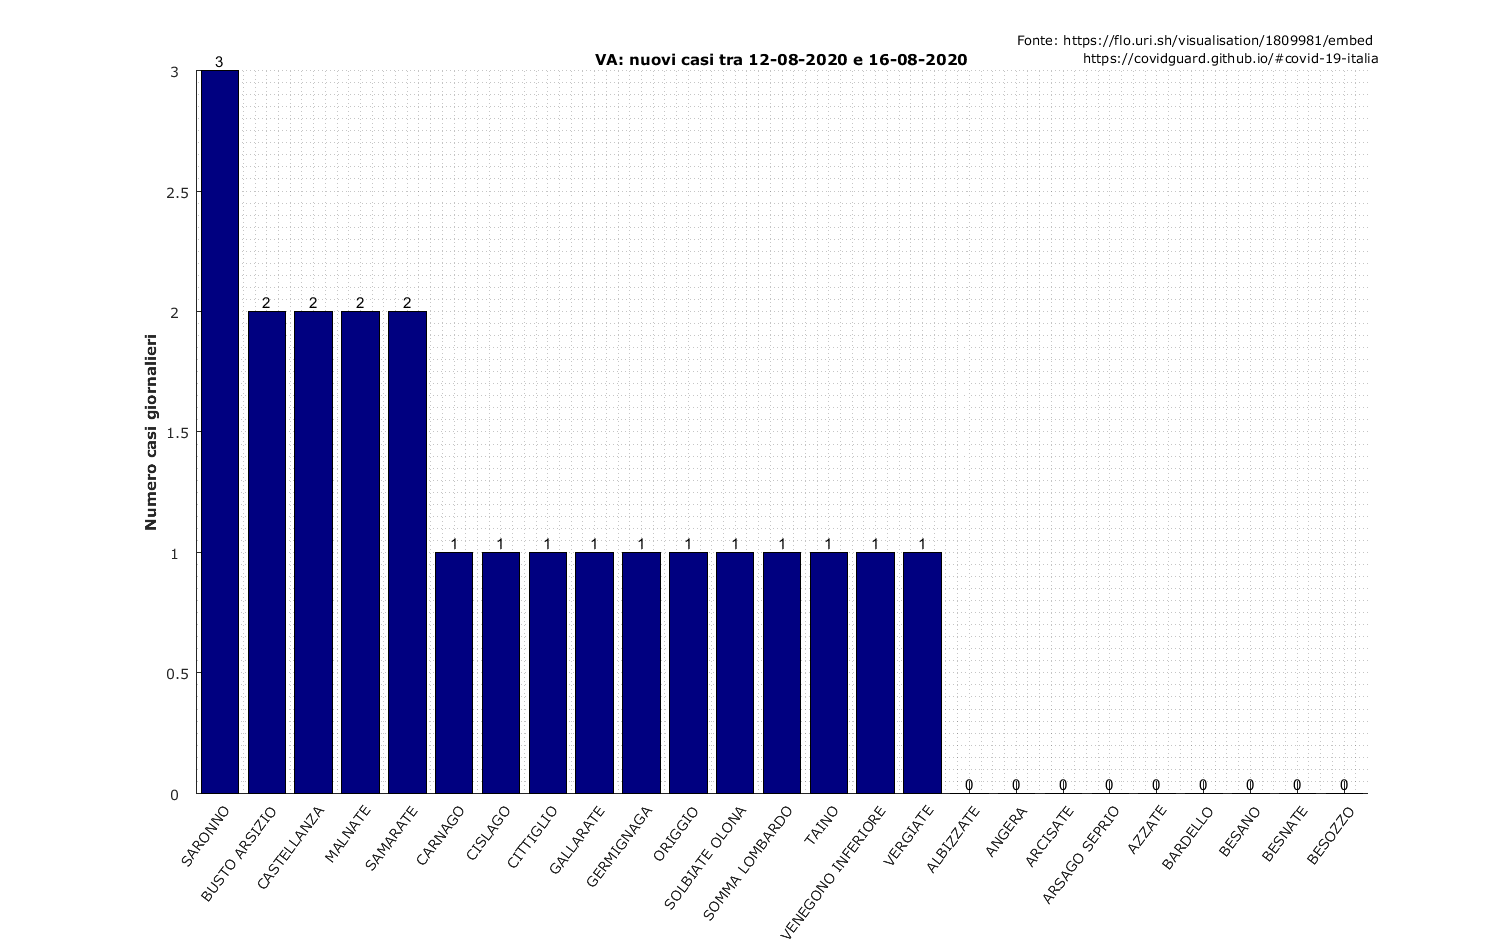 Fonte: https://flo.uri.sh/visualisation/1809981/embed
https://covidguard.github.io/#covid-19-italia
VA: nuovi casi tra 12-08-2020 e 16-08-2020
Numero casi giornalieri
3
2.5
2
1.5
1
0.5
0
3
2
2
2
2
1
1
1
1
1
1
1
1
1
1
1
0
0
0
0
0
0
0
0
0
SARONNO
BUSTO ARSIZIO
CASTELLANZA
MALNATE
SAMARATE
CARNAGO
CISLAGO
CITTIGLIO
GALLARATE
GERMIGNAGA
ORIGGIO
SOLBIATE OLONA
SOMMA LOMBARDO
TAINO
VENEGONO INFERIORE
VERGIATE
ALBIZZATE
ANGERA
ARCISATE
ARSAGO SEPRIO
AZZATE
BARDELLO
BESANO
BESNATE
BESOZZO